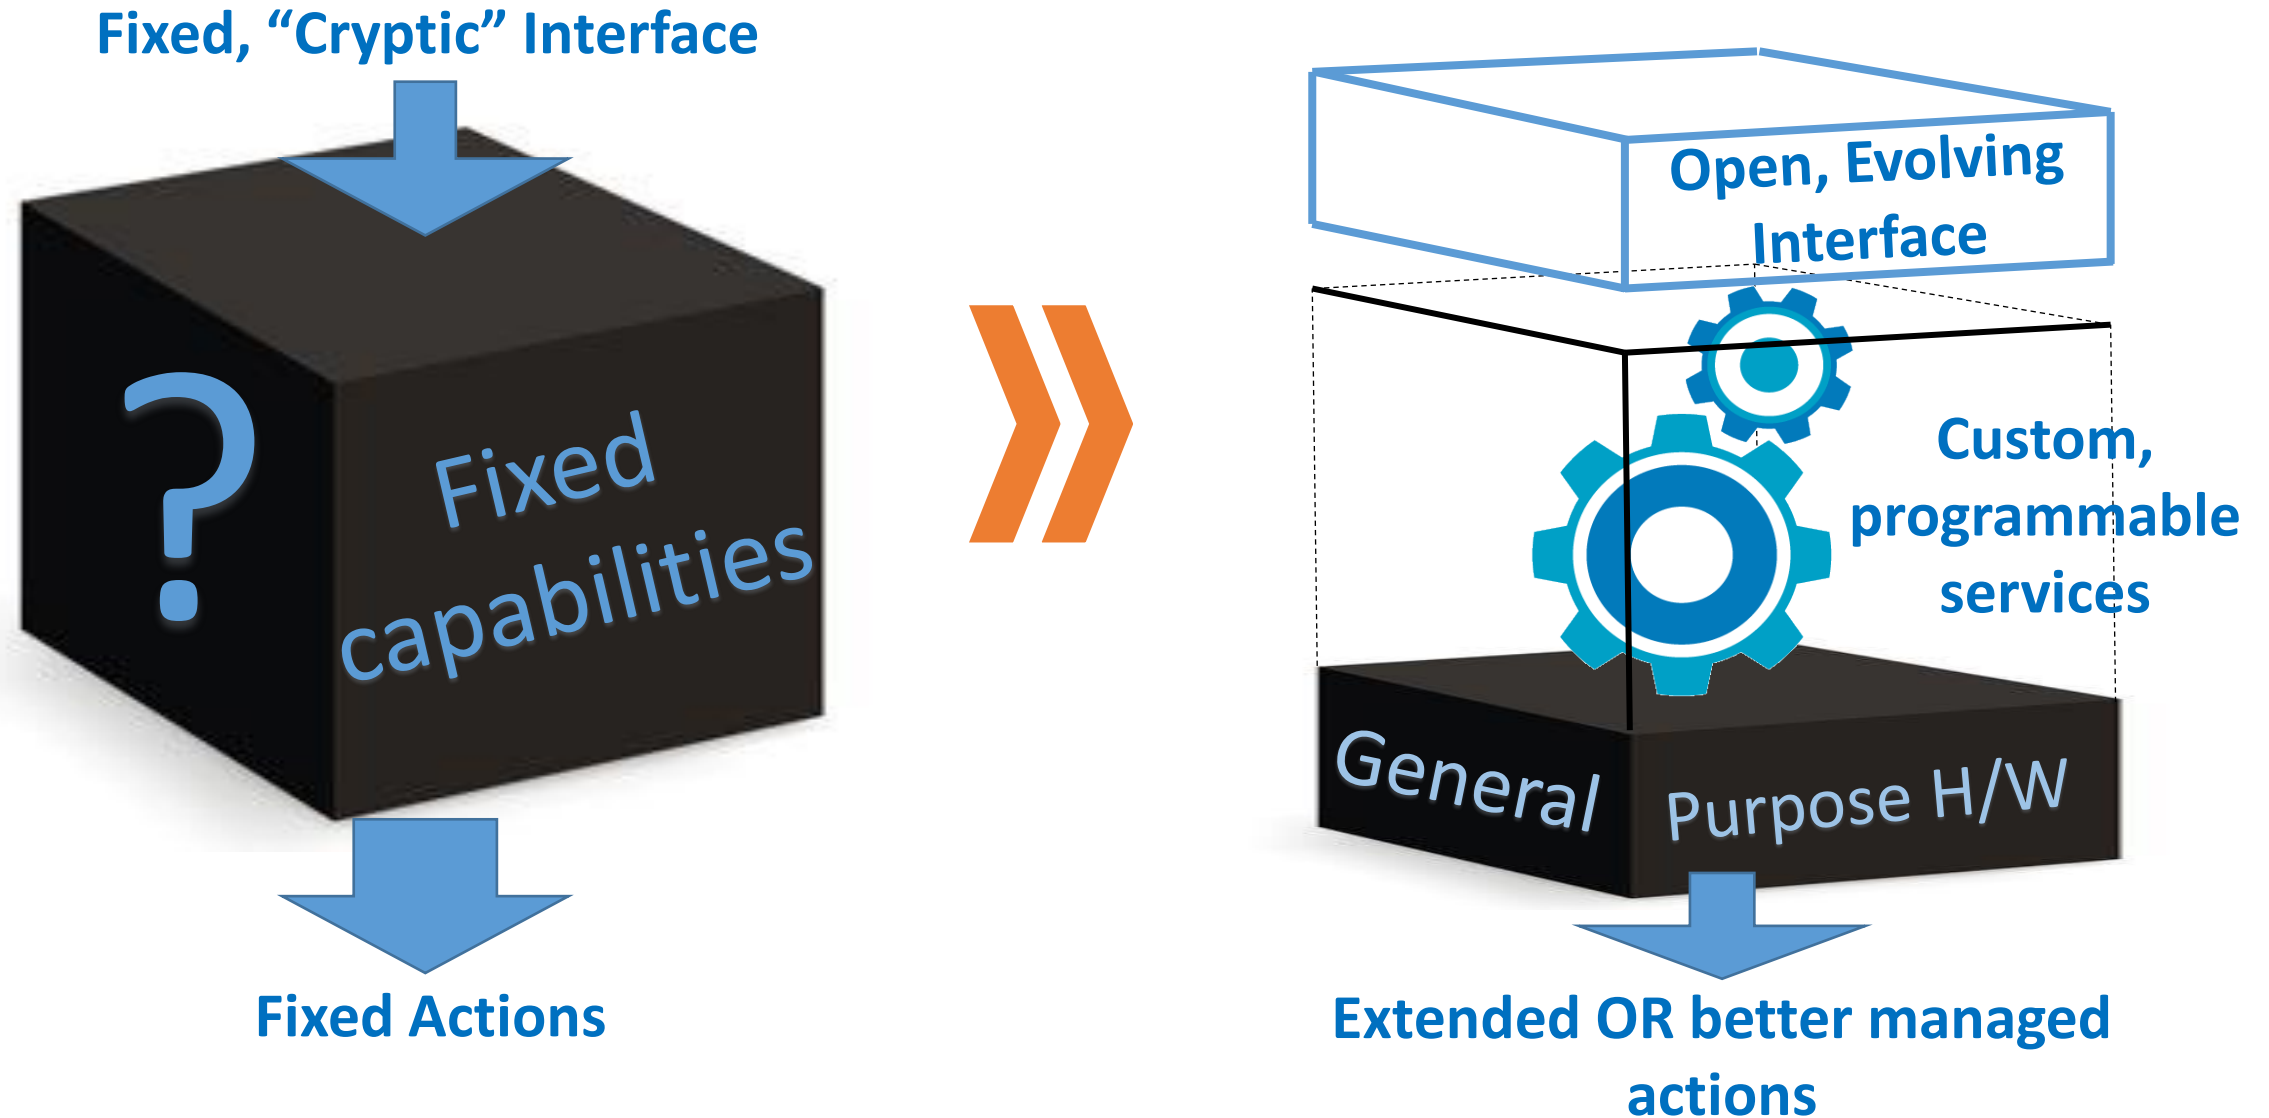 Fixed, “Cryptic” Interface
?
Fixed
capabilities
Fixed Actions
Open, Evolving
Interface
Custom,
programmable
services
General Purpose H/W
Extended OR better managed
actions